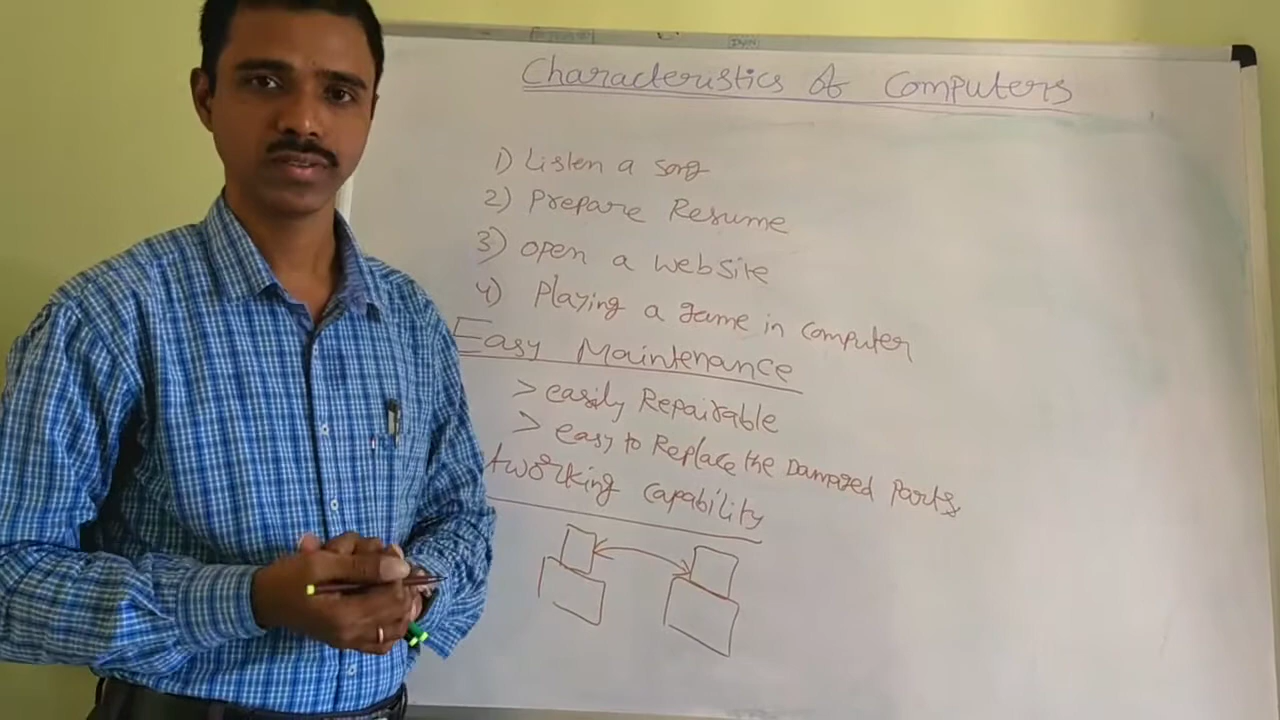 Characteristics of Computers
1) Listen a song
2) Prepare Resume
3) open a website
4) Playing a game in computer
Easy Maintenance
> easily Repairable
> easy to Replace the Damaged Parts
tworking Capability